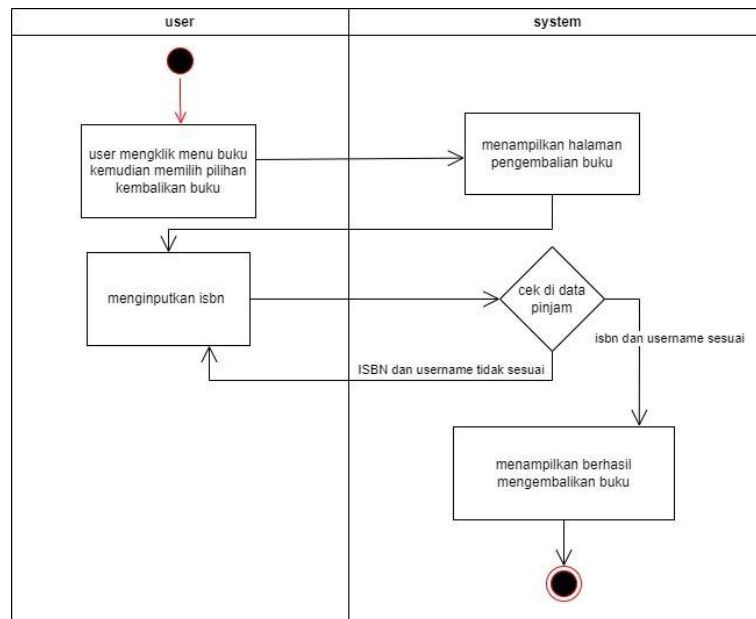 user
system
user mengklik menu buku
kemudian memilih pilihan
kembalikan buku
menampilkan halaman
pengembalian buku
menginputkan isbn
cek di data
pinjam
isbn dan username sesuai
ISBN dan username tidak sesuai
menampilkan berhasil
mengembalikan buku